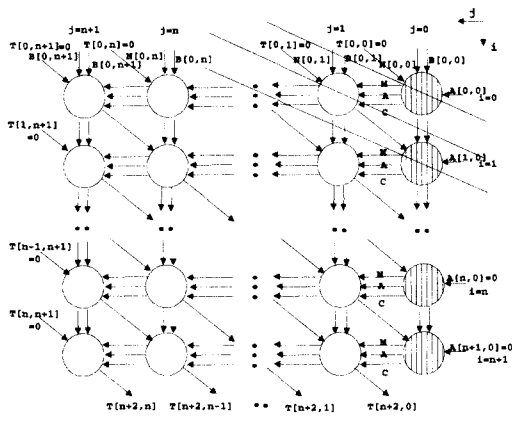 j=n+1 j=n j=1 j=0 j
T[0,n+1]=0 T[0,n]=0 T[0,1]=0 T[0,0]=0 i
B[0,n+1] M[0,n] M[0,1] B[0,1] M[0,0] B[0,0]
B[0,n+1] B[0,n]
M A[0,0]
A i=0
C
T[1,n+1]
=0
M A[1,0]
A i=1
C
T[n-1,n+1]
=0
M A[n,0]=0
A i=n
C
T[n,n+1]
=0
M A[n+1,0]=0
A i=n+1
C
T[n+2,n] T[n+2,n-1] T[n+2,1] T[n+2,0]